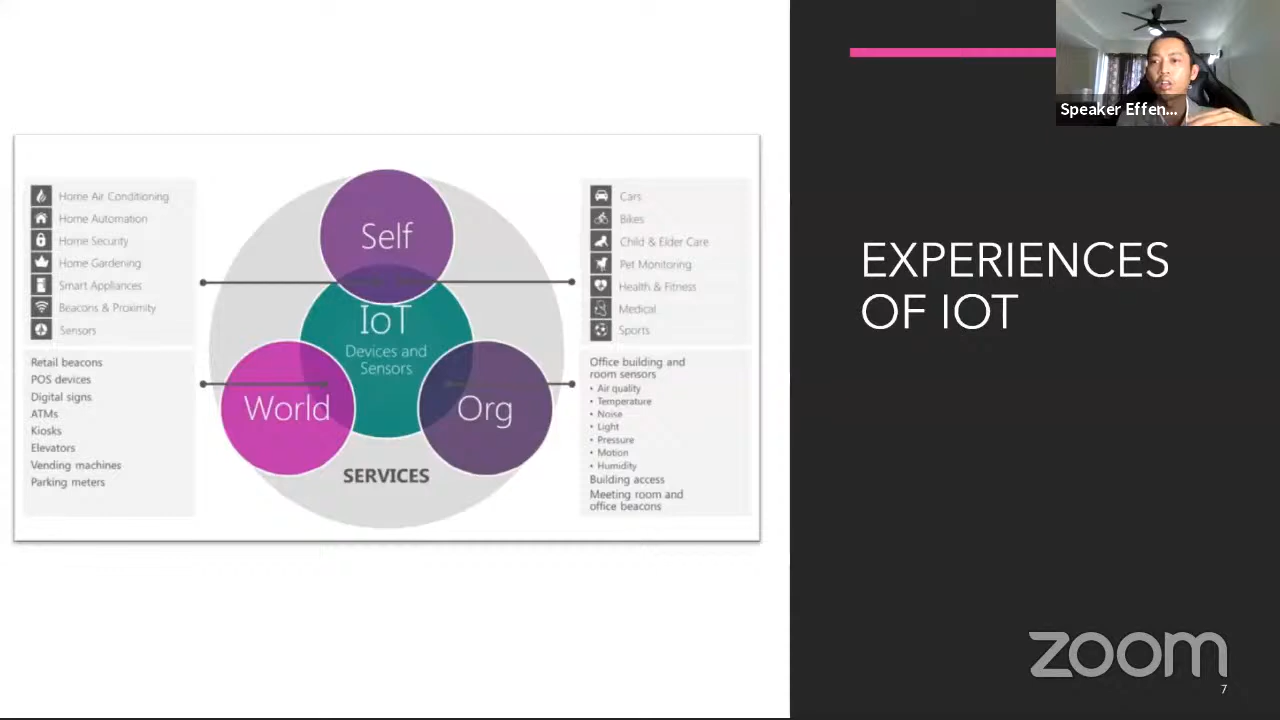 Home Air Conditioning
Home Automation
Home Security
Home Gardening
Smart Appliances
Beacons & Proximity
Sensors
Retail beacons
POS devices
Digital signs
ATMs
Kiosks
Elevators
Vending machines
Parking meters
Self
IoT
Devices and
Sensors
World
Org
SERVICES
Cars
Bikes
Child & Elder Care
Pet Monitoring
Health & Fitness
Medical
Sports
Office building and
room sensors
• Air quality
• Temperature
• Noise
• Light
• Pressure
• Motion
• Humidity
Building access
Meeting room and
office beacons
Speaker Effen...
EXPERIENCES
OF IOT
zoom
7